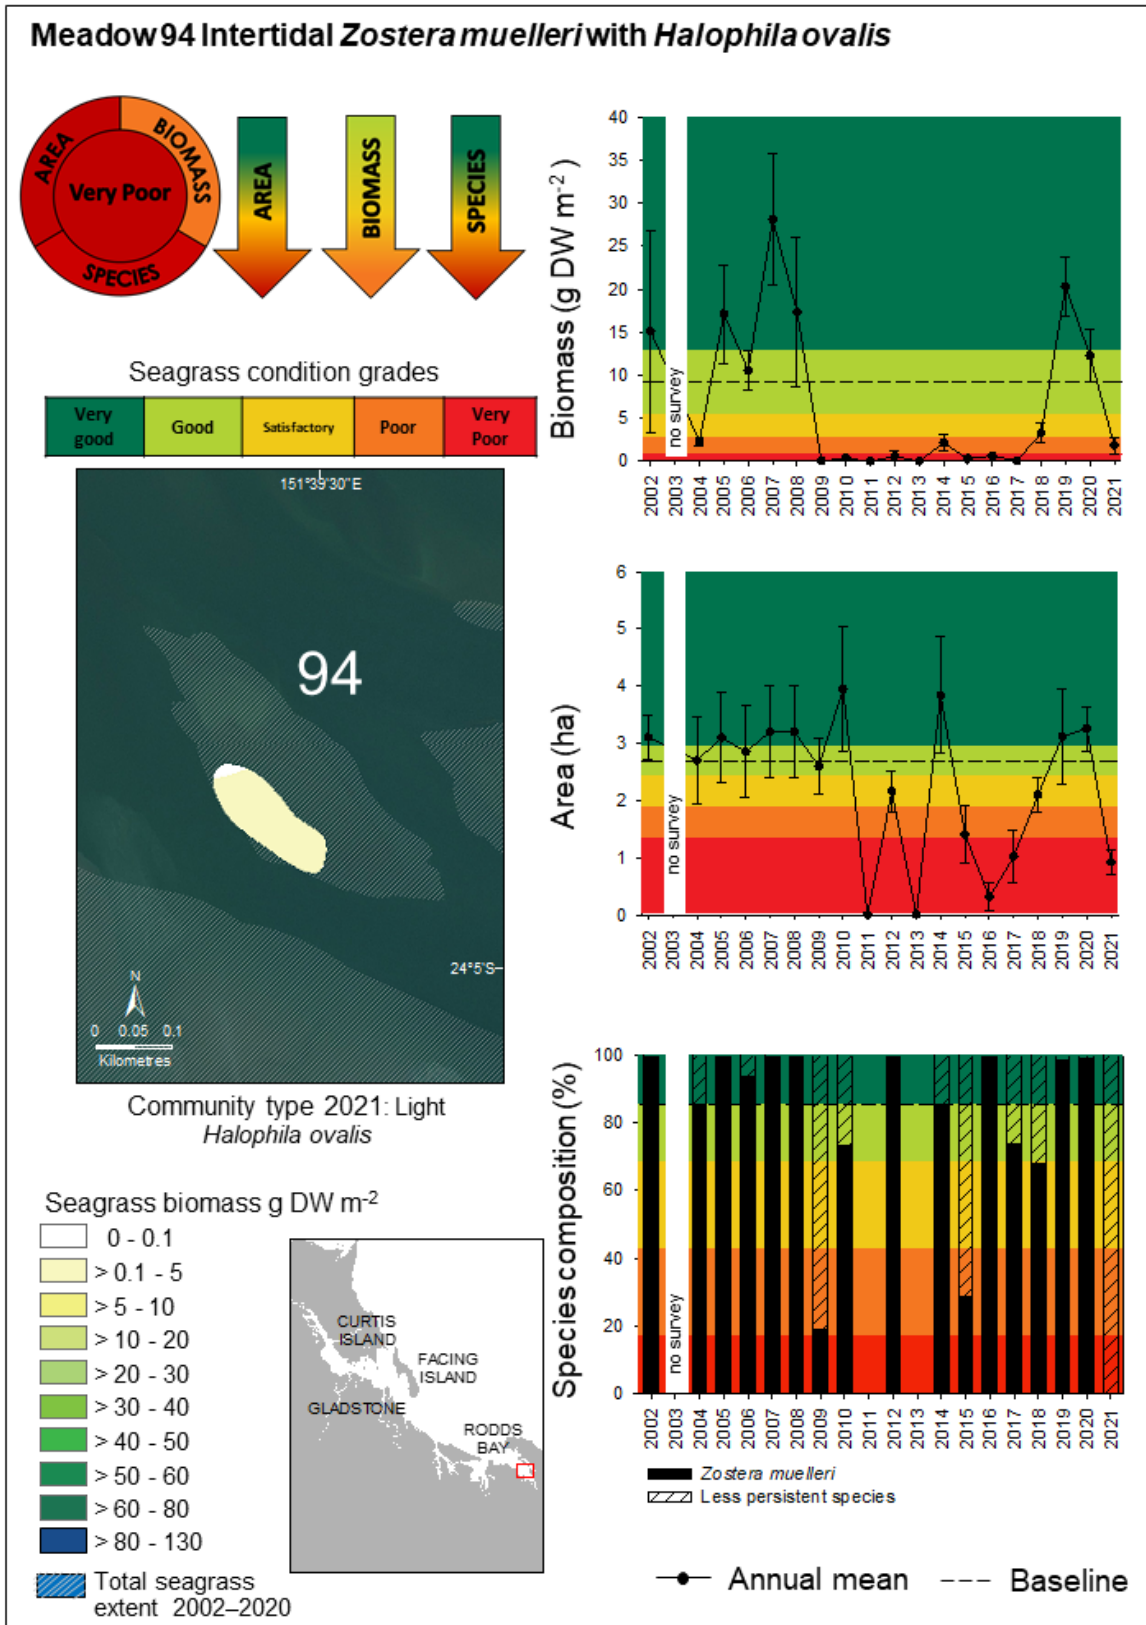 Meadow 94 Intertidal Zostera muelleri with Halophila ovalis
AREA
BIOMASS
SPECIES
Very Poor
AREA
BIOMASS
SPECIES
Seagrass condition grades
Very good
Good
Satisfactory
Poor
Very Poor
151°39'30"E
94
24°5'S
N
0 0.05 0.1
Kilometres
Community type 2021: Light
Halophila ovalis
Seagrass biomass g DW m-2
0 - 0.1
> 0.1 - 5
> 5 - 10
> 10 - 20
> 20 - 30
> 30 - 40
> 40 - 50
> 50 - 60
> 60 - 80
> 80 - 130
Total seagrass
extent 2002–2020
CURTIS
ISLAND
FACING
ISLAND
GLADSTONE
RODDS
BAY
Biomass (g DW m-2)
40
35
30
25
20
15
10
5
0
no survey
2002 2003 2004 2005 2006 2007 2008 2009 2010 2011 2012 2013 2014 2015 2016 2017 2018 2019 2020 2021
Area (ha)
6
5
4
3
2
1
0
no survey
2002 2003 2004 2005 2006 2007 2008 2009 2010 2011 2012 2013 2014 2015 2016 2017 2018 2019 2020 2021
Species composition (%)
100
80
60
40
20
0
no survey
2002 2003 2004 2005 2006 2007 2008 2009 2010 2011 2012 2013 2014 2015 2016 2017 2018 2019 2020 2021
Zostera muelleri
Less persistent species
Annual mean
Baseline